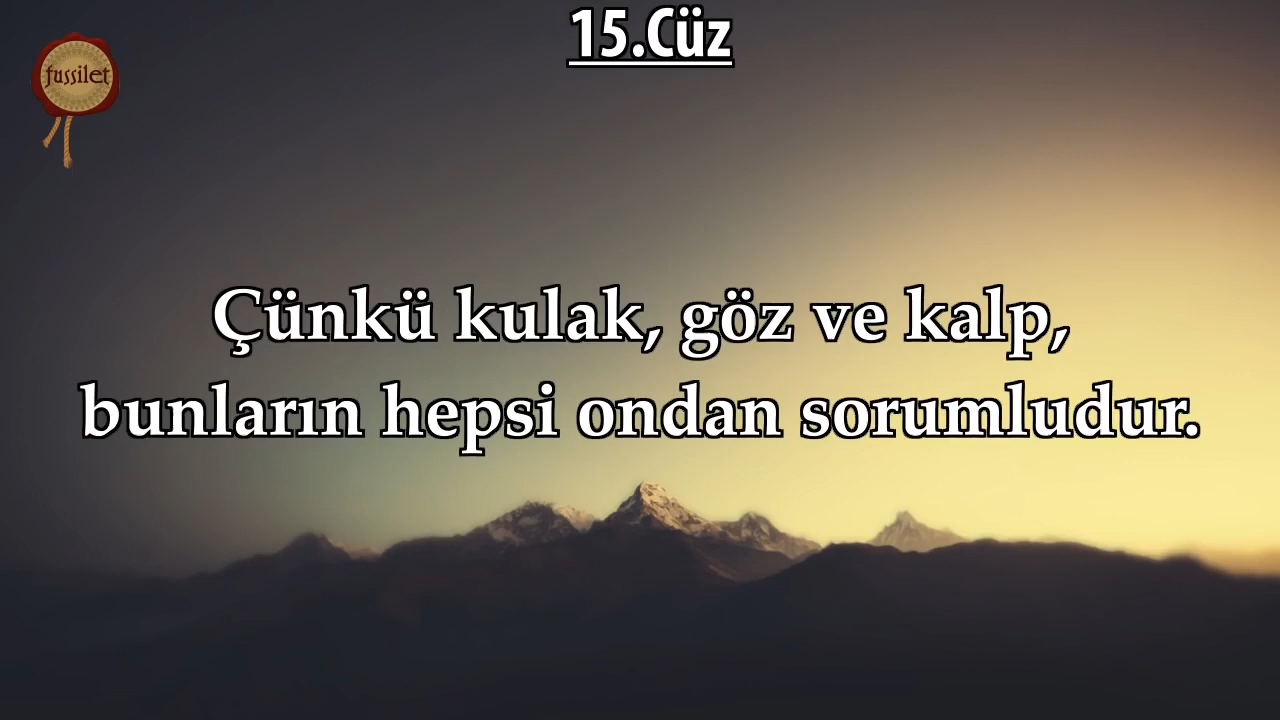 15.Cüz
fussilet
Çünkü kulak, göz ve kalp,
bunların hepsi ondan sorumludur.